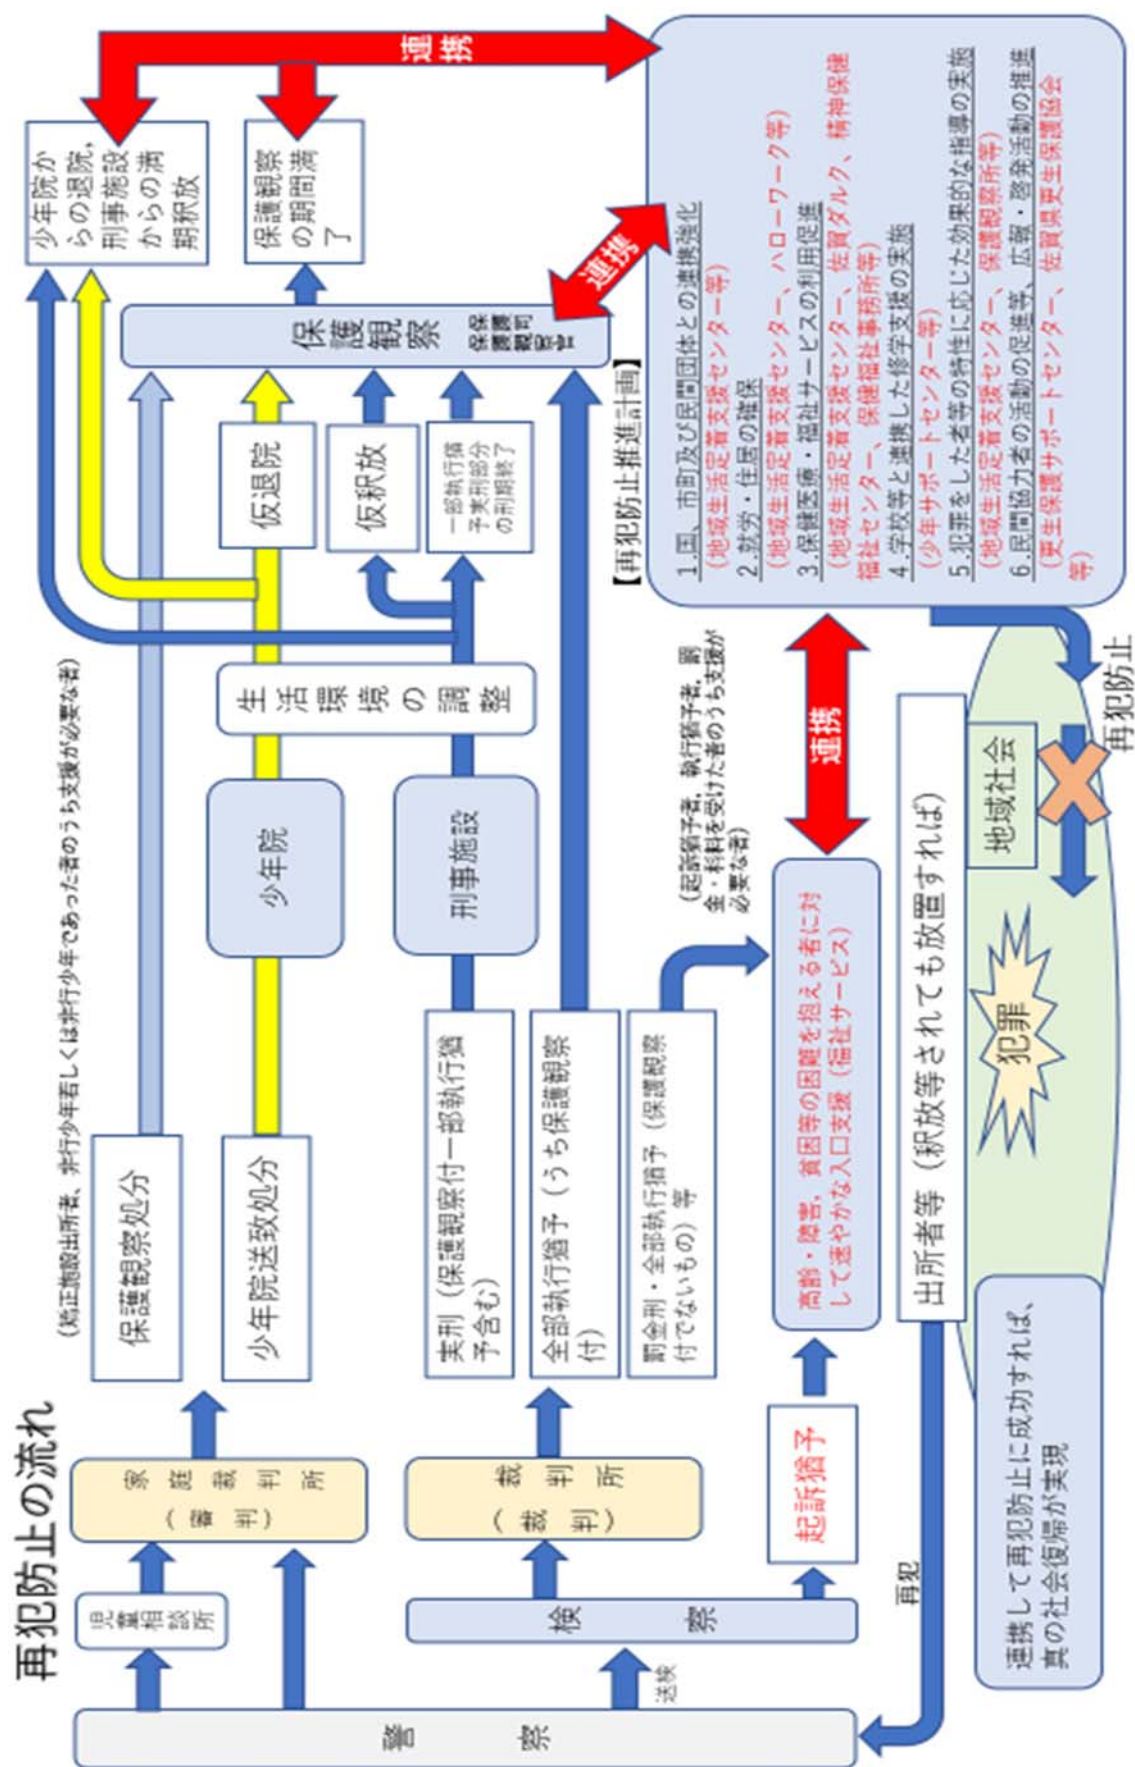 再犯防止の流れ
(矯正施設出所者、非行少年若しくは非行少年であった者のうち支援が必要な者)
警察
児童相談所
送検
検察
家庭裁判所
(審判)
裁判所
(裁判)
起訴猶予
保護観察処分
少年院送致処分
実刑(保護観察付一部執行猶
予含む)
全部執行猶予(うち保護観察
付)
罰金刑・全部執行猶予(保護観察
付でないもの)等
少年院
刑事施設
生活環境の調整
仮退院
仮釈放
一部執行猶
予実刑部分
の刑期終了
保護観察
保護司
保護観察官
少年院か
らの退院,
刑事施設
からの満
期釈放
保護観察
の期間満
了
連携
連携
高齢・障害、貧困等の困難を抱える者に対
して速やかな入口支援(福祉サービス)
(起訴猶予者、執行猶予者、罰
金・科料を受けた者のうち支援が
必要な者)
連携
【再犯防止推進計画】
1.国、市町及び民間団体との連携強化
(地域生活定着支援センター等)
2.就労・住居の確保
(地域生活定着支援センター、ハローワーク等)
3.保健医療・福祉サービスの利用促進
(地域生活定着支援センター、佐賀ダルク、精神保健
福祉センター、保健福祉事務所等)
4.学校等と連携した修学支援の実施
(少年サポートセンター等)
5.犯罪をした者等の特性に応じた効果的な指導の実施
(地域生活定着支援センター、保護観察所等)
6.民間協力者の活動の促進等、広報・啓発活動の推進
(更生保護サポートセンター、佐賀県更生保護協会
等)
再犯
出所者等(釈放等されても放置すれば)
犯罪
地域社会
再犯防止
連携して再犯防止に成功すれば、
真の社会復帰が実現